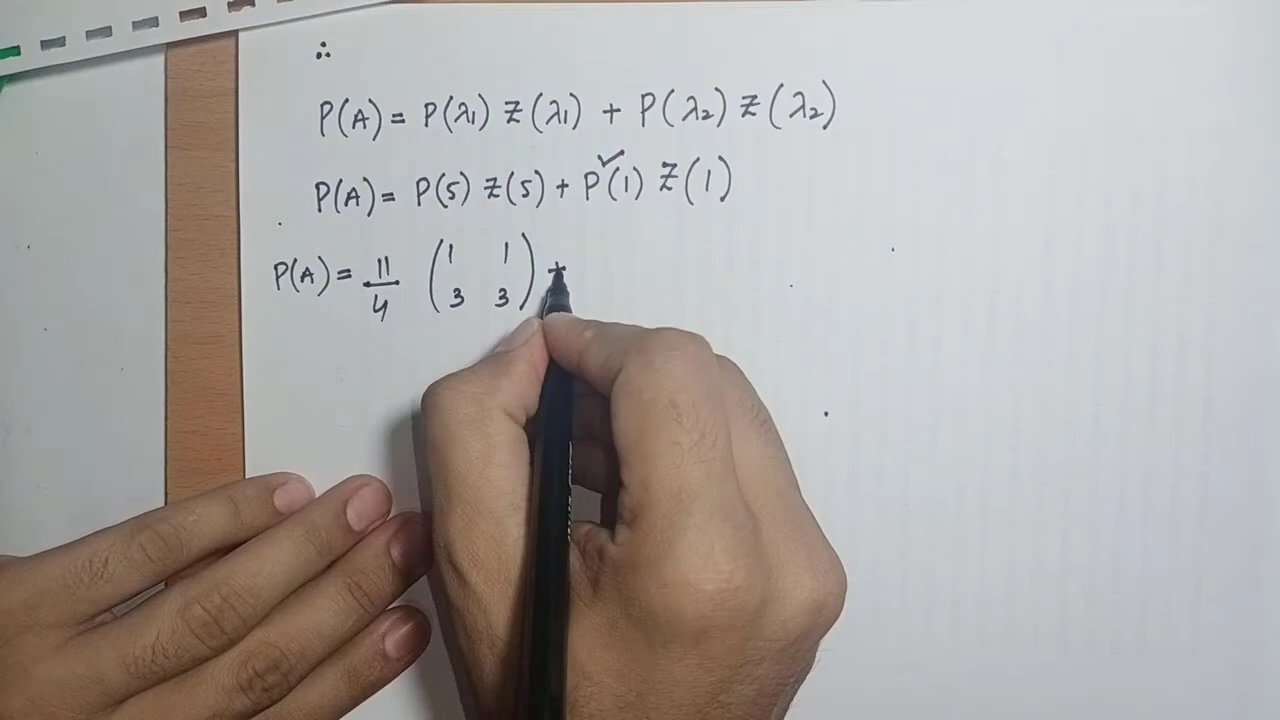 ∴
P(A) = P(λ₁) Z(λ₁) + P(λ₂) Z(λ₂)
P(A) = P(5) Z(5) + P(1) Z(1) ✓
P(A) = 11/4 (1 1; 3 3) +